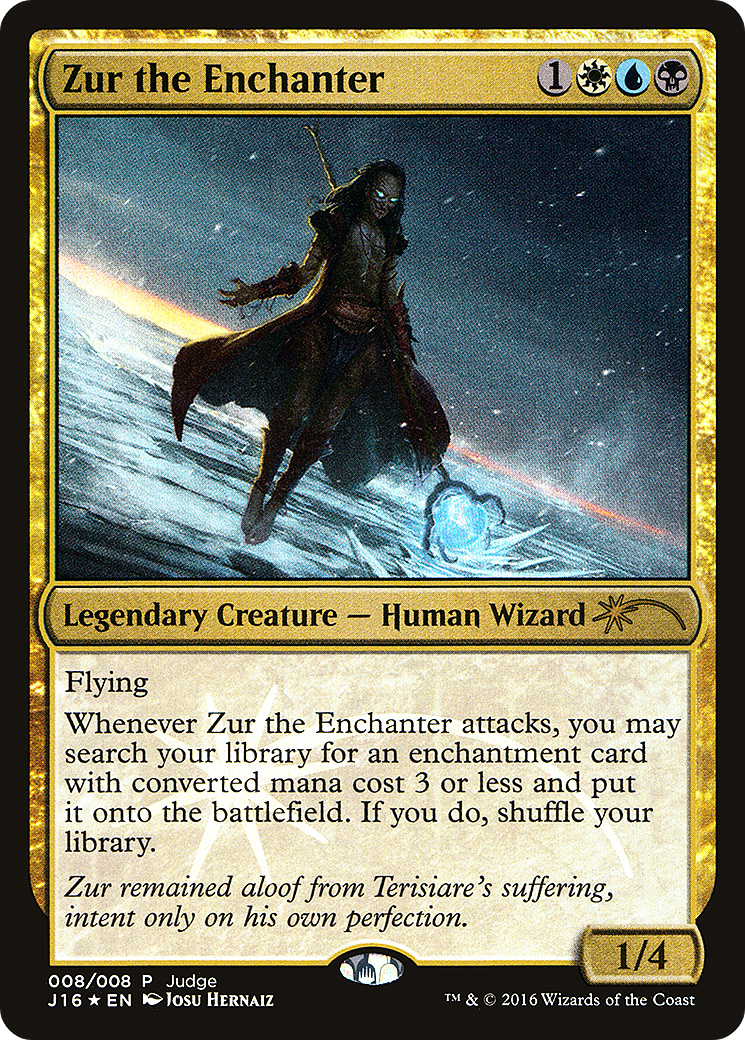 Zur the Enchanter 1
Legendary Creature — Human Wizard
Flying
Whenever Zur the Enchanter attacks, you may
search your library for an enchantment card
with converted mana cost 3 or less and put
it onto the battlefield. If you do, shuffle your
library.
Zur remained aloof from Terisiare's suffering,
intent only on his own perfection.
1/4
008/008 P Judge
J16 ★ EN Josu Hernaiz
™ & © 2016 Wizards of the Coast